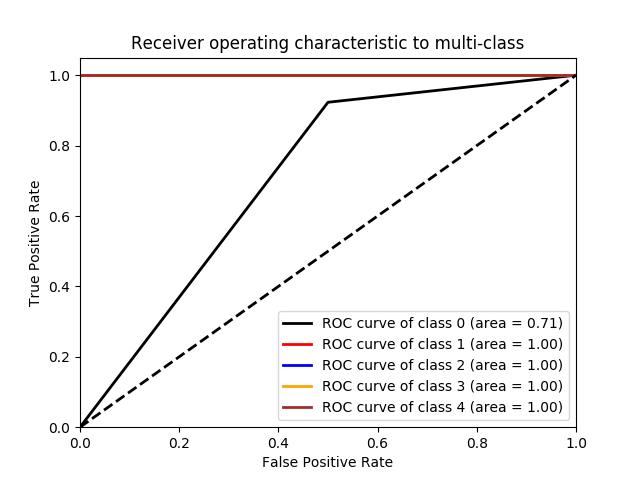 Receiver operating characteristic to multi-class
1.0
0.8
0.6
0.4
0.2
0.0
True Positive Rate
ROC curve of class 0 (area = 0.71)
ROC curve of class 1 (area = 1.00)
ROC curve of class 2 (area = 1.00)
ROC curve of class 3 (area = 1.00)
ROC curve of class 4 (area = 1.00)
0.0 0.2 0.4 0.6 0.8 1.0
False Positive Rate